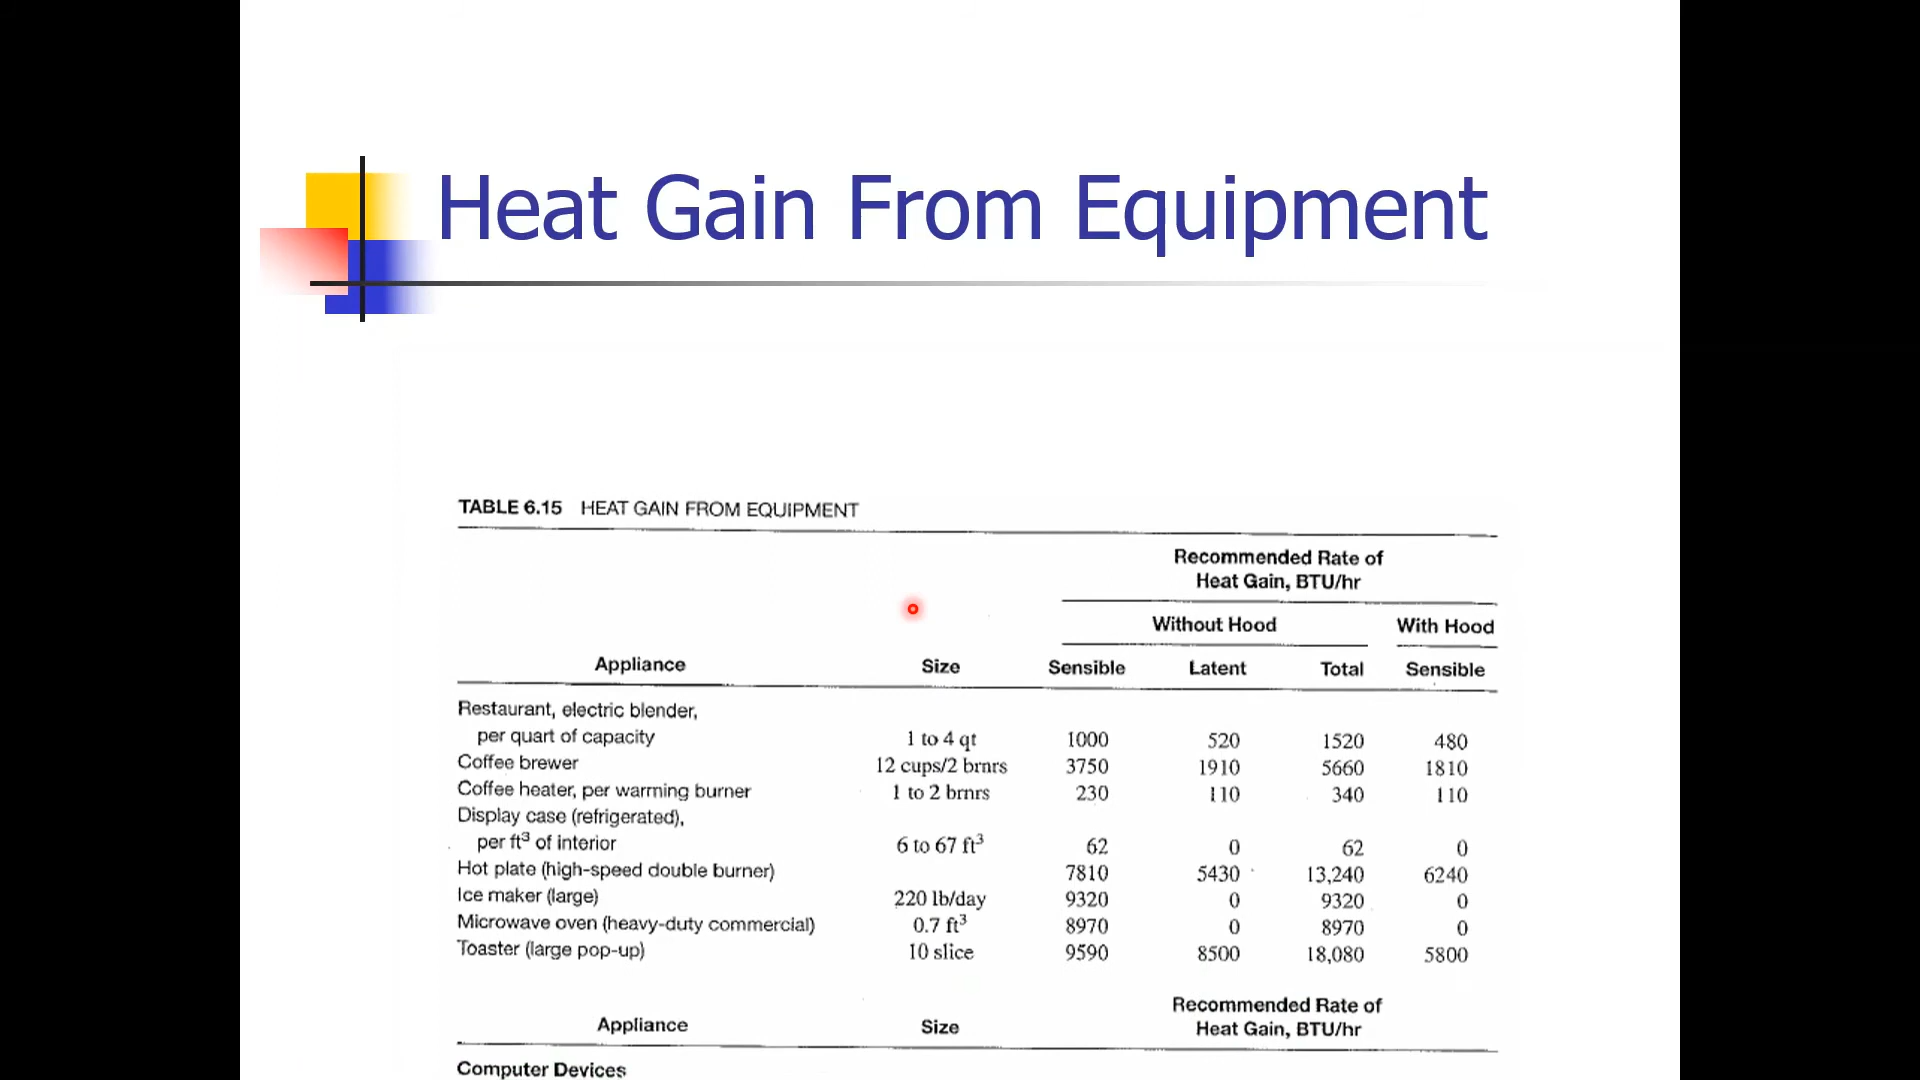 Heat Gain From Equipment
TABLE 6.15 HEAT GAIN FROM EQUIPMENT
Recommended Rate of
Heat Gain, BTU/hr
Without Hood With Hood
Appliance Size Sensible Latent Total Sensible
Restaurant, electric blender,
per quart of capacity 1 to 4 qt 1000 520 1520 480
Coffee brewer 12 cups/2 brnrs 3750 1910 5660 1810
Coffee heater, per warming burner 1 to 2 brnrs 230 110 340 110
Display case (refrigerated),
per ft³ of interior 6 to 67 ft³ 62 0 62 0
Hot plate (high-speed double burner) 7810 5430 13,240 6240
Ice maker (large) 220 lb/day 9320 0 9320 0
Microwave oven (heavy-duty commercial) 0.7 ft³ 8970 0 8970 0
Toaster (large pop-up) 10 slice 9590 8500 18,080 5800
Recommended Rate of
Appliance Size Heat Gain, BTU/hr
Computer Devices